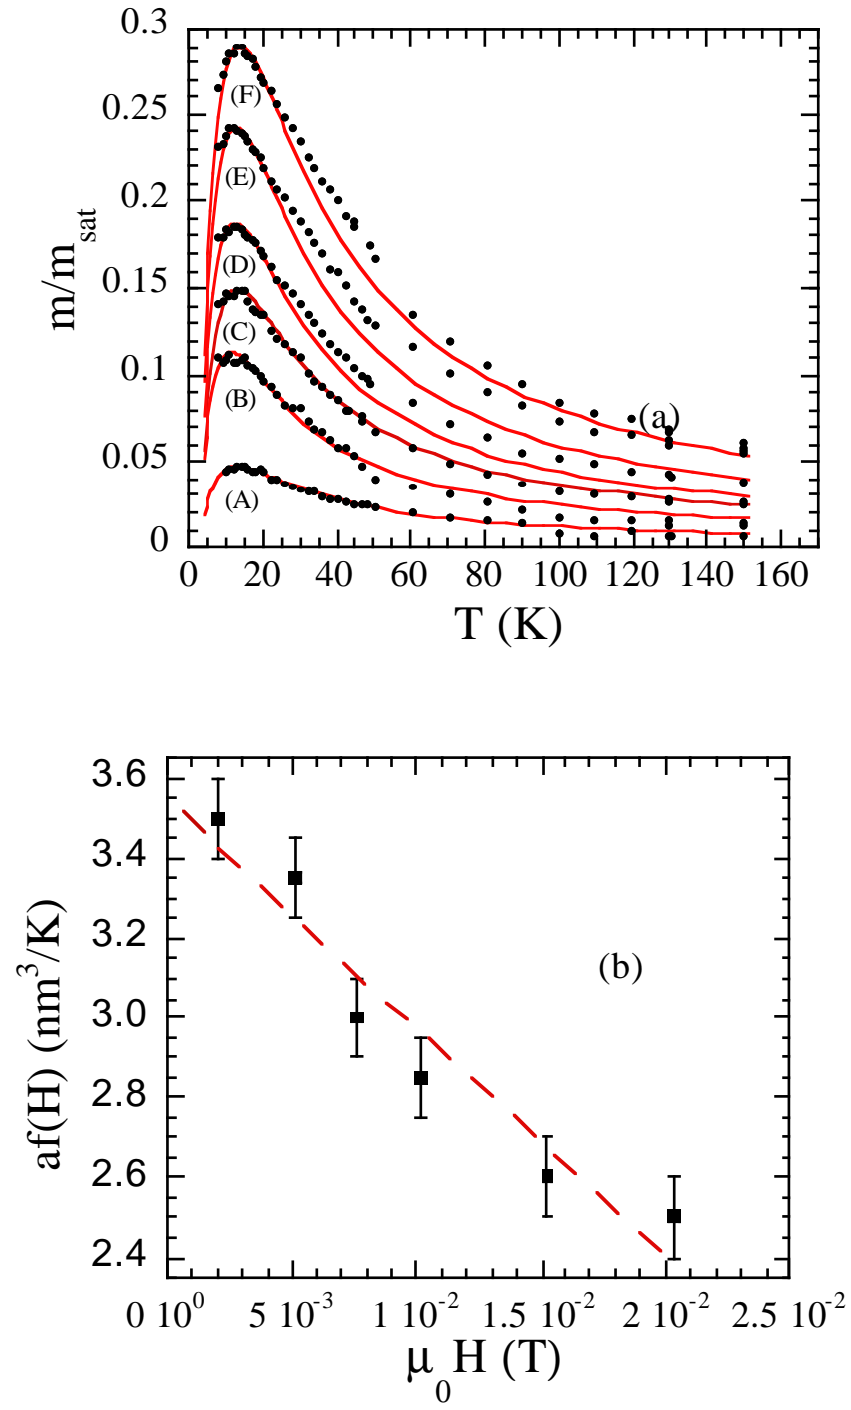 0.3
0.25
0.2
0.15
0.1
0.05
0
m/m_sat
(F)
(E)
(D)
(C)
(B)
(A)
(a)
0 20 40 60 80 100 120 140 160
T (K)
3.6
3.4
3.2
3.0
2.8
2.6
2.4
af(H) (nm³/K)
(b)
0 10⁰ 5 10⁻³ 1 10⁻² 1.5 10⁻² 2 10⁻² 2.5 10⁻²
μ₀H (T)